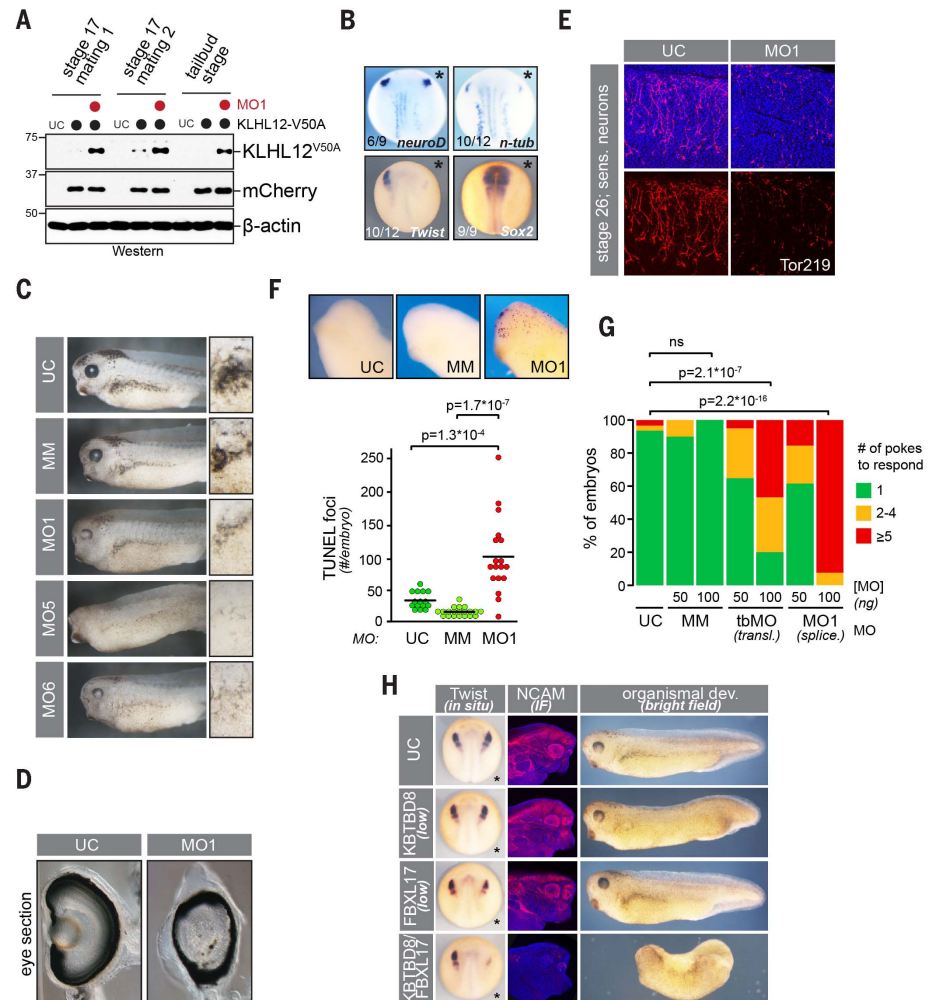 A
stage 17
mating 1
stage 17
mating 2
tailbud
stage
MO1
UC
UC
UC
KLHL12-V50A
75
KLHL12V50A
37
mCherry
50
β-actin
Western
B
*
*
6/9 neuroD
10/12 n-tub
*
*
10/12 Twist
9/9 Sox2
C
UC
MM
MO1
MO5
MO6
D
UC
MO1
eye section
E
UC
MO1
stage 26; sens. neurons
Tor219
F
UC
MM
MO1
p=1.7*10-7
p=1.3*10-4
250
200
150
100
50
0
TUNEL foci
(#/embryo)
MO:
UC
MM
MO1
G
ns
p=2.1*10-7
p=2.2*10-16
100
80
60
40
20
0
% of embryos
# of pokes
to respond
1
2-4
≥5
50 100 50 100 50 100
[MO]
(ng)
UC
MM
tbMO
(transl.)
MO1
(splice.)
MO
H
Twist
(in situ)
NCAM
(IF)
organismal dev.
(bright field)
UC
*
KBTBD8
(low)
*
FBXL17
(low)
*
KBTBD8/
FBXL17
*